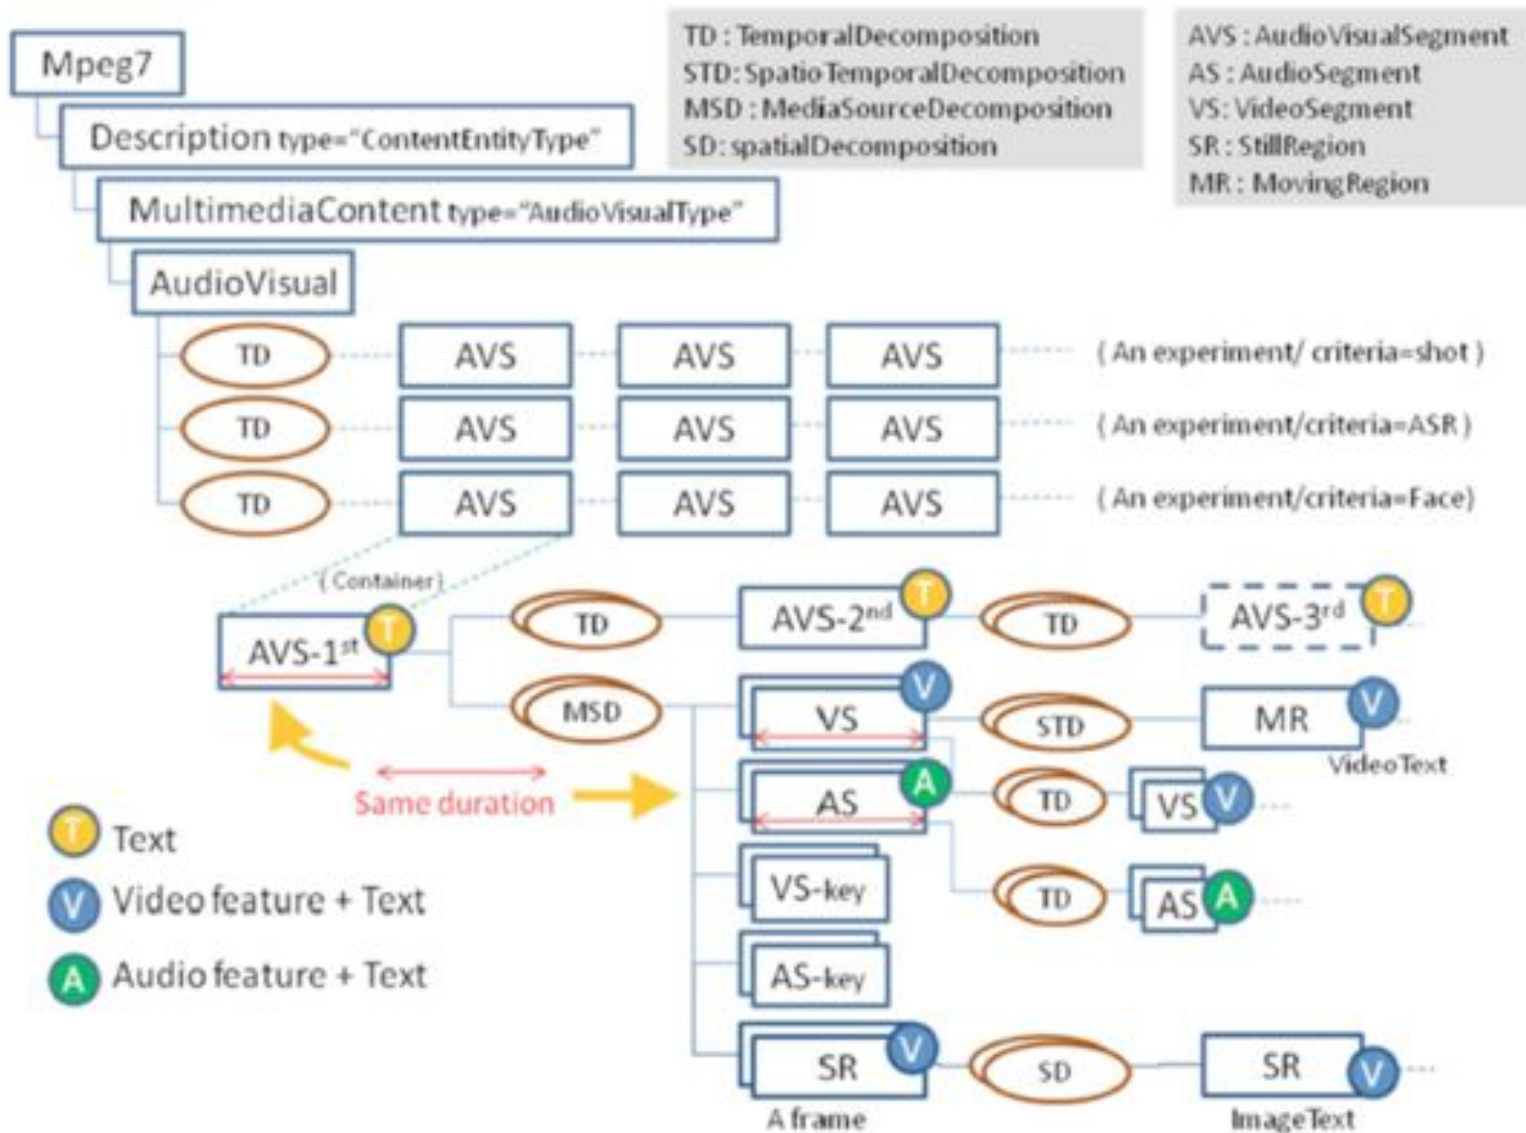 Mpeg7
TD : TemporalDecomposition
STD: SpatioTemporalDecomposition
MSD : MediaSourceDecomposition
SD: spatialDecomposition
AVS : AudioVisualSegment
AS : AudioSegment
VS: VideoSegment
SR : StillRegion
MR : MovingRegion
Description type="ContentEntityType"
MultimediaContent type="AudioVisualType"
AudioVisual
TD AVS AVS AVS ( An experiment/ criteria=shot )
TD AVS AVS AVS ( An experiment/criteria=ASR )
TD AVS AVS AVS ( An experiment/criteria=Face)
( Container)
AVS-1st T TD AVS-2nd T TD AVS-3rd T
MSD VS V STD MR V
VideoText
Same duration AS A TD VS V
T Text
VS-key TD AS A
V Video feature + Text
AS-key
A Audio feature + Text
SR V SD SR V
A frame ImageText